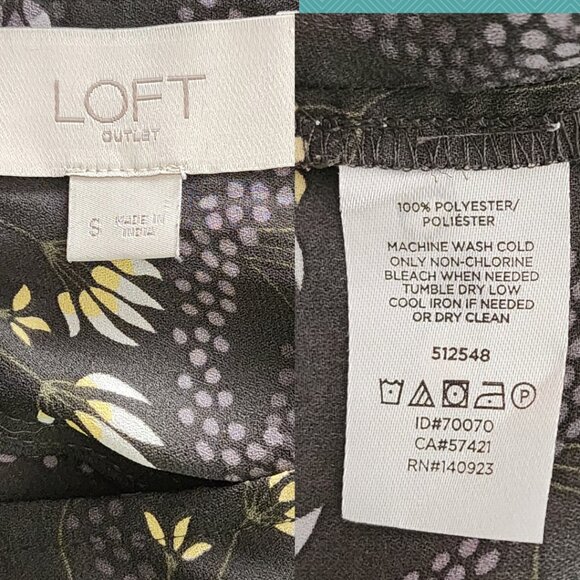 LOFT
OUTLET
S
MADE IN
INDIA
100% POLYESTER/
POLIÉSTER
MACHINE WASH COLD
ONLY NON-CHLORINE
BLEACH WHEN NEEDED
TUMBLE DRY LOW
COOL IRON IF NEEDED
OR DRY CLEAN
512548
P
ID#70070
CA#57421
RN#140923